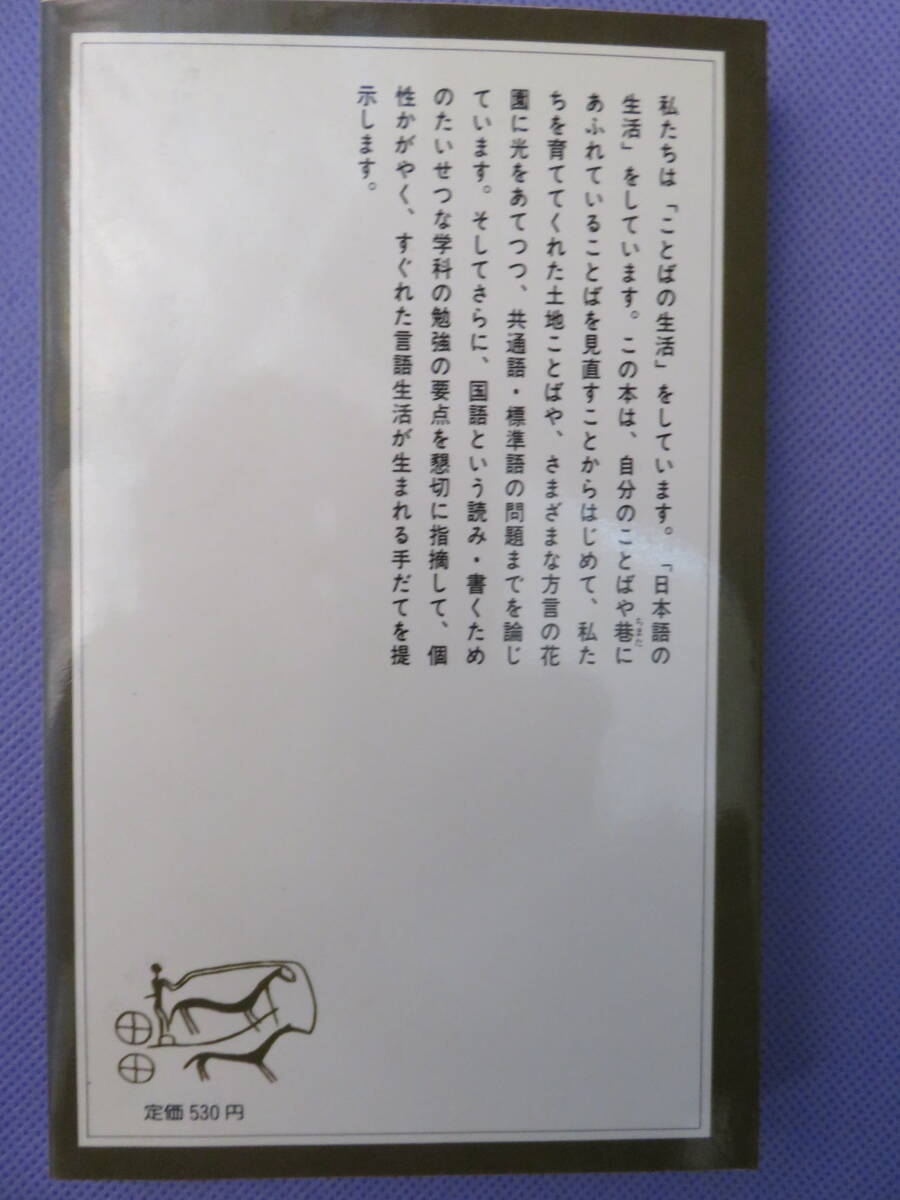 私たちは「ことばの生活」をしています。「日本語の
生活」をしています。この本は、自分のことばや巷に
ちまた
あふれていることばを見直すことからはじめて、私た
ちを育ててくれた土地ことばや、さまざまな方言の花
園に光をあてつつ、共通語・標準語の問題までを論じ
ています。そしてさらに、国語という読み・書くため
のたいせつな学科の勉強の要点を懇切に指摘して、個
性かがやく、すぐれた言語生活が生まれる手だてを提
示します。
定価530円